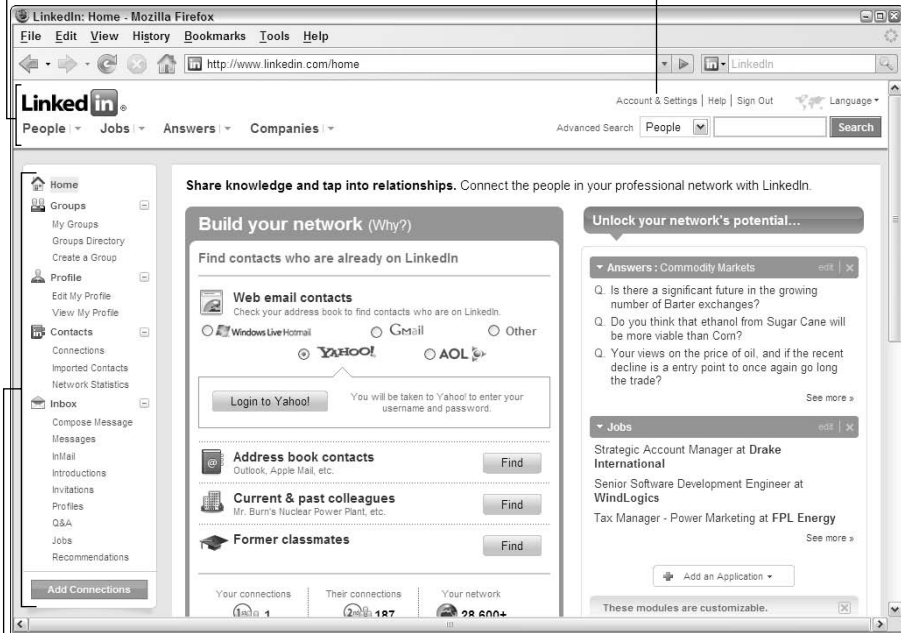 LinkedIn: Home - Mozilla Firefox
File Edit View History Bookmarks Tools Help
http://www.linkedin.com/home
LinkedIn
Linked in
Account & Settings | Help | Sign Out
Language
People Jobs Answers Companies
Advanced Search People Search
Home
Groups
My Groups
Groups Directory
Create a Group
Profile
Edit My Profile
View My Profile
Contacts
Connections
Imported Contacts
Network Statistics
Inbox
Compose Message
Messages
InMail
Introductions
Invitations
Profiles
Q&A
Jobs
Recommendations
Add Connections
Share knowledge and tap into relationships. Connect the people in your professional network with LinkedIn.
Build your network (Why?)
Find contacts who are already on LinkedIn
Web email contacts
Check your address book to find contacts who are on LinkedIn.
Windows Live Hotmail
Gmail
Other
YAHOO!
AOL
Login to Yahoo!
You will be taken to Yahoo! to enter your
username and password.
Address book contacts
Outlook, Apple Mail, etc.
Find
Current & past colleagues
Mr. Burn's Nuclear Power Plant, etc.
Find
Former classmates
Find
Your connections
Their connections
Your network
1
187
28,600+
Unlock your network's potential...
Answers : Commodity Markets edit | x
Q. Is there a significant future in the growing
number of Barter exchanges?
Q. Do you think that ethanol from Sugar Cane will
be more viable than Corn?
Q. Your views on the price of oil, and if the recent
decline is a entry point to once again go long
the trade?
See more »
Jobs edit | x
Strategic Account Manager at Drake
International
Senior Software Development Engineer at
WindLogics
Tax Manager - Power Marketing at FPL Energy
See more »
Add an Application
These modules are customizable.